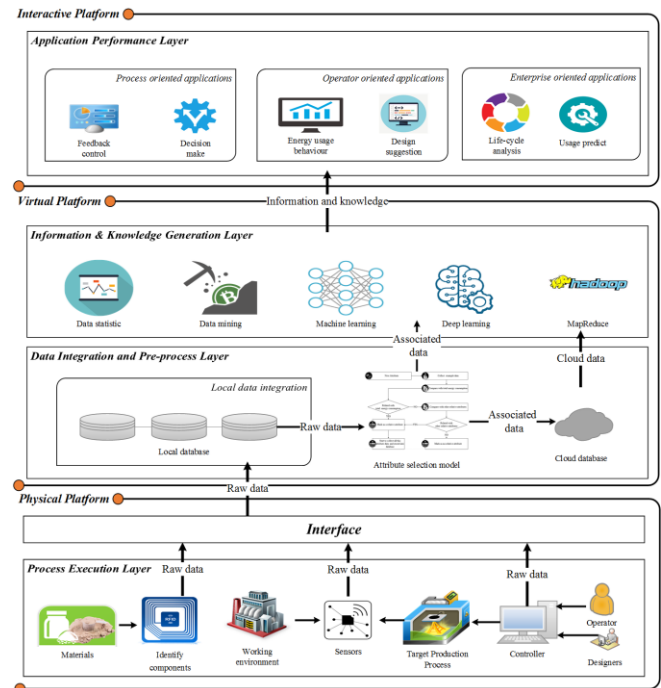 Interactive Platform
Application Performance Layer
Process oriented applications
Feedback
control
Decision
make
Operator oriented applications
Energy usage
behaviour
Design
suggestion
Enterprise oriented applications
Life-cycle
analysis
Usage predict
Virtual Platform
Information and knowledge
Information & Knowledge Generation Layer
Data statistic
Data mining
Machine learning
Deep learning
hadoop
MapReduce
Associated
data
Cloud data
Data Integration and Pre-process Layer
Local data integration
Local database
Raw data
Attribute selection model
Associated
data
Cloud database
Raw data
Physical Platform
Interface
Process Execution Layer
Raw data
Raw data
Raw data
Materials
Identify
components
Working
environment
Sensors
Target Production
Process
Controller
Operator
Designers